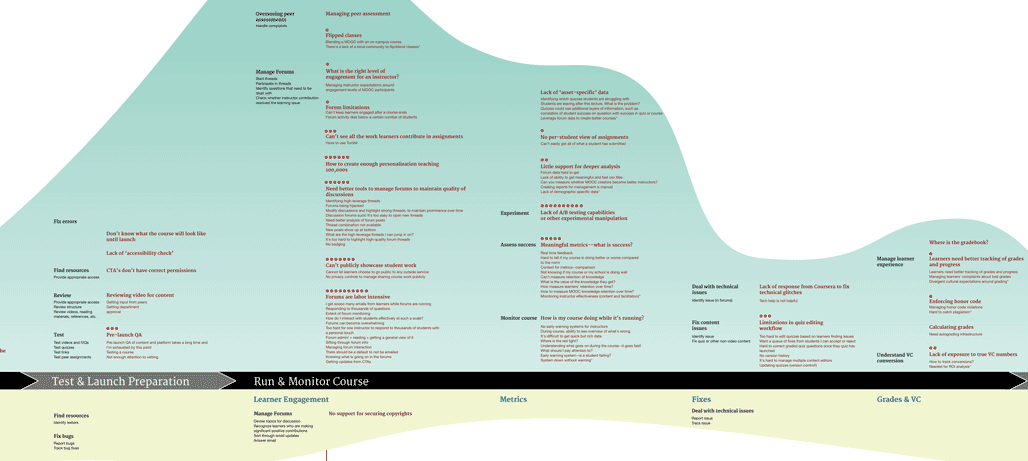 Overseeing peer
assessments
Handle complaints
Managing peer assessment
Flipped classes
Blending a MOOC with an on-campus course
Manage Forums
Start threads
Participate in threads
Identify questions that need to be
dealt with
Check whether instructor contribution
resolved the learning issue
What is the right level of
engagement for an instructor?
Managing instructor expectations around
engagement levels of MOOC participants
Forum limitations
Can't keep learners engaged after a course ends
Forum activity dies below a certain number of students
Can't see all the work learners contribute in assignments
Have to use Tumblr
How to create enough personalization teaching
100,000s
Need better tools to manage forums to maintain quality of
discussions
Identifying high-leverage threads
Forums being hijacked
Modify discussions and highlight strong threads, to maintain prominence over time
Discussion forums suck! It's too easy to open new threads
Need better analysis of forum posts
Thread combination not available
New posts show up at bottom
What are the high-leverage threads I can jump in on?
It's too hard to highlight high quality forum threads
No badging
Can't publicly showcase student work
Cannot let learners choose to go public to any outside service
No privacy controls to manage sharing course work publicly
Forums are labor intensive
I get access many emails from learners while forums are running
Responding to thousands of questions
Extent of forum monitoring
How do I interact with students effectively at such a scale?
Forums can become overwhelming
Too hard for one instructor to respond to thousands of students with
a personal touch
Forum admin/ + reading + getting a general view of it
Sifting through forum info
Managing forum interaction
There should be a default to not be emailed
Knowing what is going on in the forums
Getting updates from CTAs
Lack of "asset-specific" data
Identifying which quizzes students are struggling with
Students are leaving after this lecture. What is the problem?
Quizzes could use additional layers of information, such as
correlation of student success on question with success in quiz or course
coverage forum data to create better courses"
No per-student view of assignments
Can't easily get all of what a student has submitted
Little support for deeper analysis
Forum data hard to get
Lack of ability to get meaningful and fast csv files
Can you measure whether MOOC creators become better instructors?
Creating reports for management is manual
Lack of demographic specific data"
Experiment
Lack of A/B testing capabilities
or other experimental manipulation
Assess success
Meaningful metrics—what is success?
Real time feedback
Hard to tell if my course is doing better or worse compared
to the norm
Context for metrics—comparison
Not knowing if my course or my school is doing well
Can't measure retention of knowledge
What is the value of the knowledge they get?
How measure learners' retention over time?
How to measure MOOC knowledge retention over time?
Monitoring instructor effectiveness (content and facilitation)"
Monitor course
How is my course doing while it's running?
No early warning systems for instructors
During course, ability to see overview of what's wrong
It's difficult to get quick but rich data
Where is the red light?
Understanding what goes on during the course-it goes fast!
What should I pay attention to?
Early warning system—is a student failing?
System down without warning"
Fix errors
Don't know what the course will look like
until launch
Lack of "accessibility check"
Find resources
Provide appropriate access
CTA's don't have correct permissions
Review
Provide appropriate access
Review structure
Review videos, reading
materials, references, etc.
Reviewing video for content
Getting input from users
Getting department
approval
Test
Test videos and IVQs
Test quizzes
Test links
Test peer assignments
Pre-launch QA
Pre launch QA of content and platform takes a long time and
I'm exhausted by this point
Testing a course
Not enough attention to vetting
Deal with technical
issues
Identify issue (in forums)
Lack of response from Coursera to fix
technical glitches
Tech help is not helpful
Fix content
issues
Identify issue
Fix quiz or other non-video content
Limitations in quiz editing
workflow
Too hard to edit quizzes based on learners finding issues
Want a queue of fixes from students I can accept or reject
Hard to correct graded quiz questions once they quiz has
launched
No version history
It's hard to manage multiple content editors
Updating quizzes (version control)
Manage learner
experience
Where is the gradebook?
Learners need better tracking of grades
and progress
Learners need better tracking of grades and progress
Managing learners' complaints (and hard cases)
Divergent culture expectations around grading"
Enforcing honor code
Managing honor code violations
Hard to catch plagiarism"
Calculating grades
Need autograding infrastructure
Understand VC
conversion
Lack of exposure to true VC numbers
How to track conversions?
Needed for ROI analysis"
Test & Launch Preparation
Run & Monitor Course
Learner Engagement
Metrics
Fixes
Grades & VC
Find resources
Identify testers
Fix bugs
Report bugs
Trace bug fixes
Manage Forums
Devise topics for discussion
Recognize learners who are making
significant positive contributions
Sort through email updates
Answer email
No support for securing copyrights
Deal with technical issues
Report issue
Trace issue